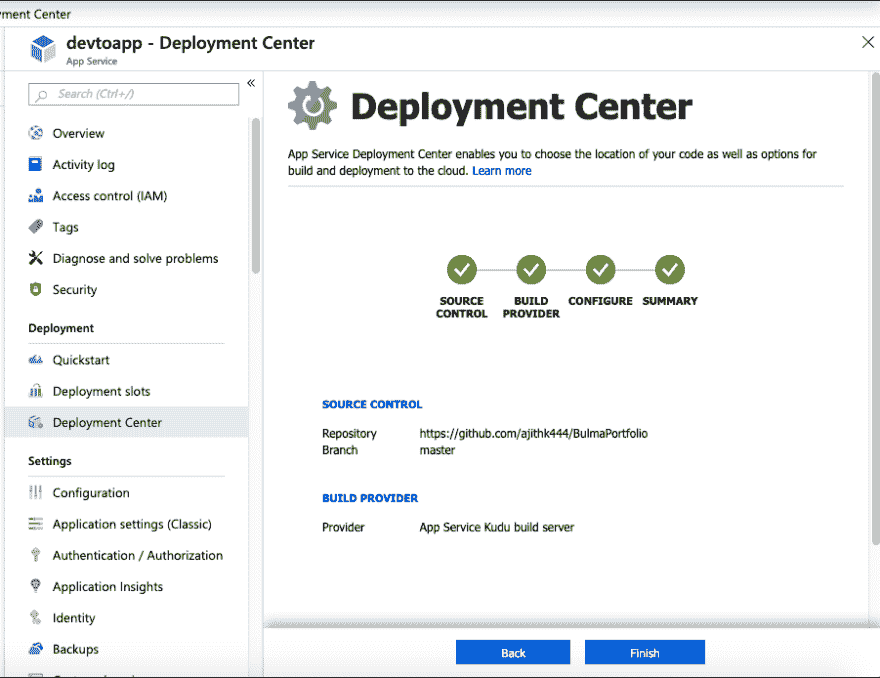 ment Center
devtoapp - Deployment Center
App Service
Search (Ctrl+/)
Overview
Activity log
Access control (IAM)
Tags
Diagnose and solve problems
Security
Deployment
Quickstart
Deployment slots
Deployment Center
Settings
Configuration
Application settings (Classic)
Authentication / Authorization
Application Insights
Identity
Backups
Deployment Center
App Service Deployment Center enables you to choose the location of your code as well as options for
build and deployment to the cloud. Learn more
SOURCE CONTROL
BUILD PROVIDER
CONFIGURE
SUMMARY
SOURCE CONTROL
Repository https://github.com/ajithk444/BulmaPortfolio
Branch master
BUILD PROVIDER
Provider App Service Kudu build server
Back Finish